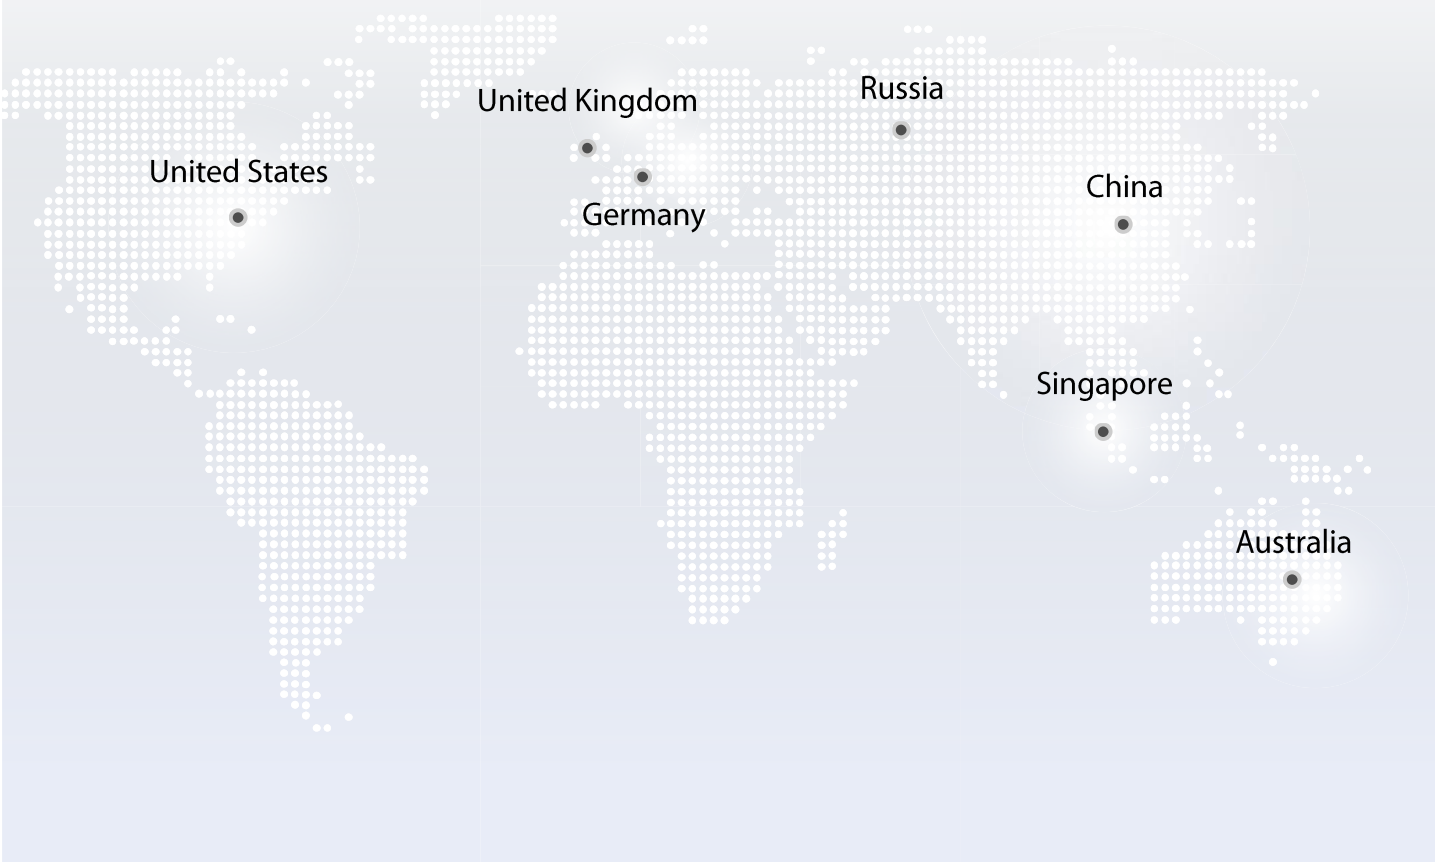 Russia
United Kingdom
United States
China
Germany
Singapore
Australia